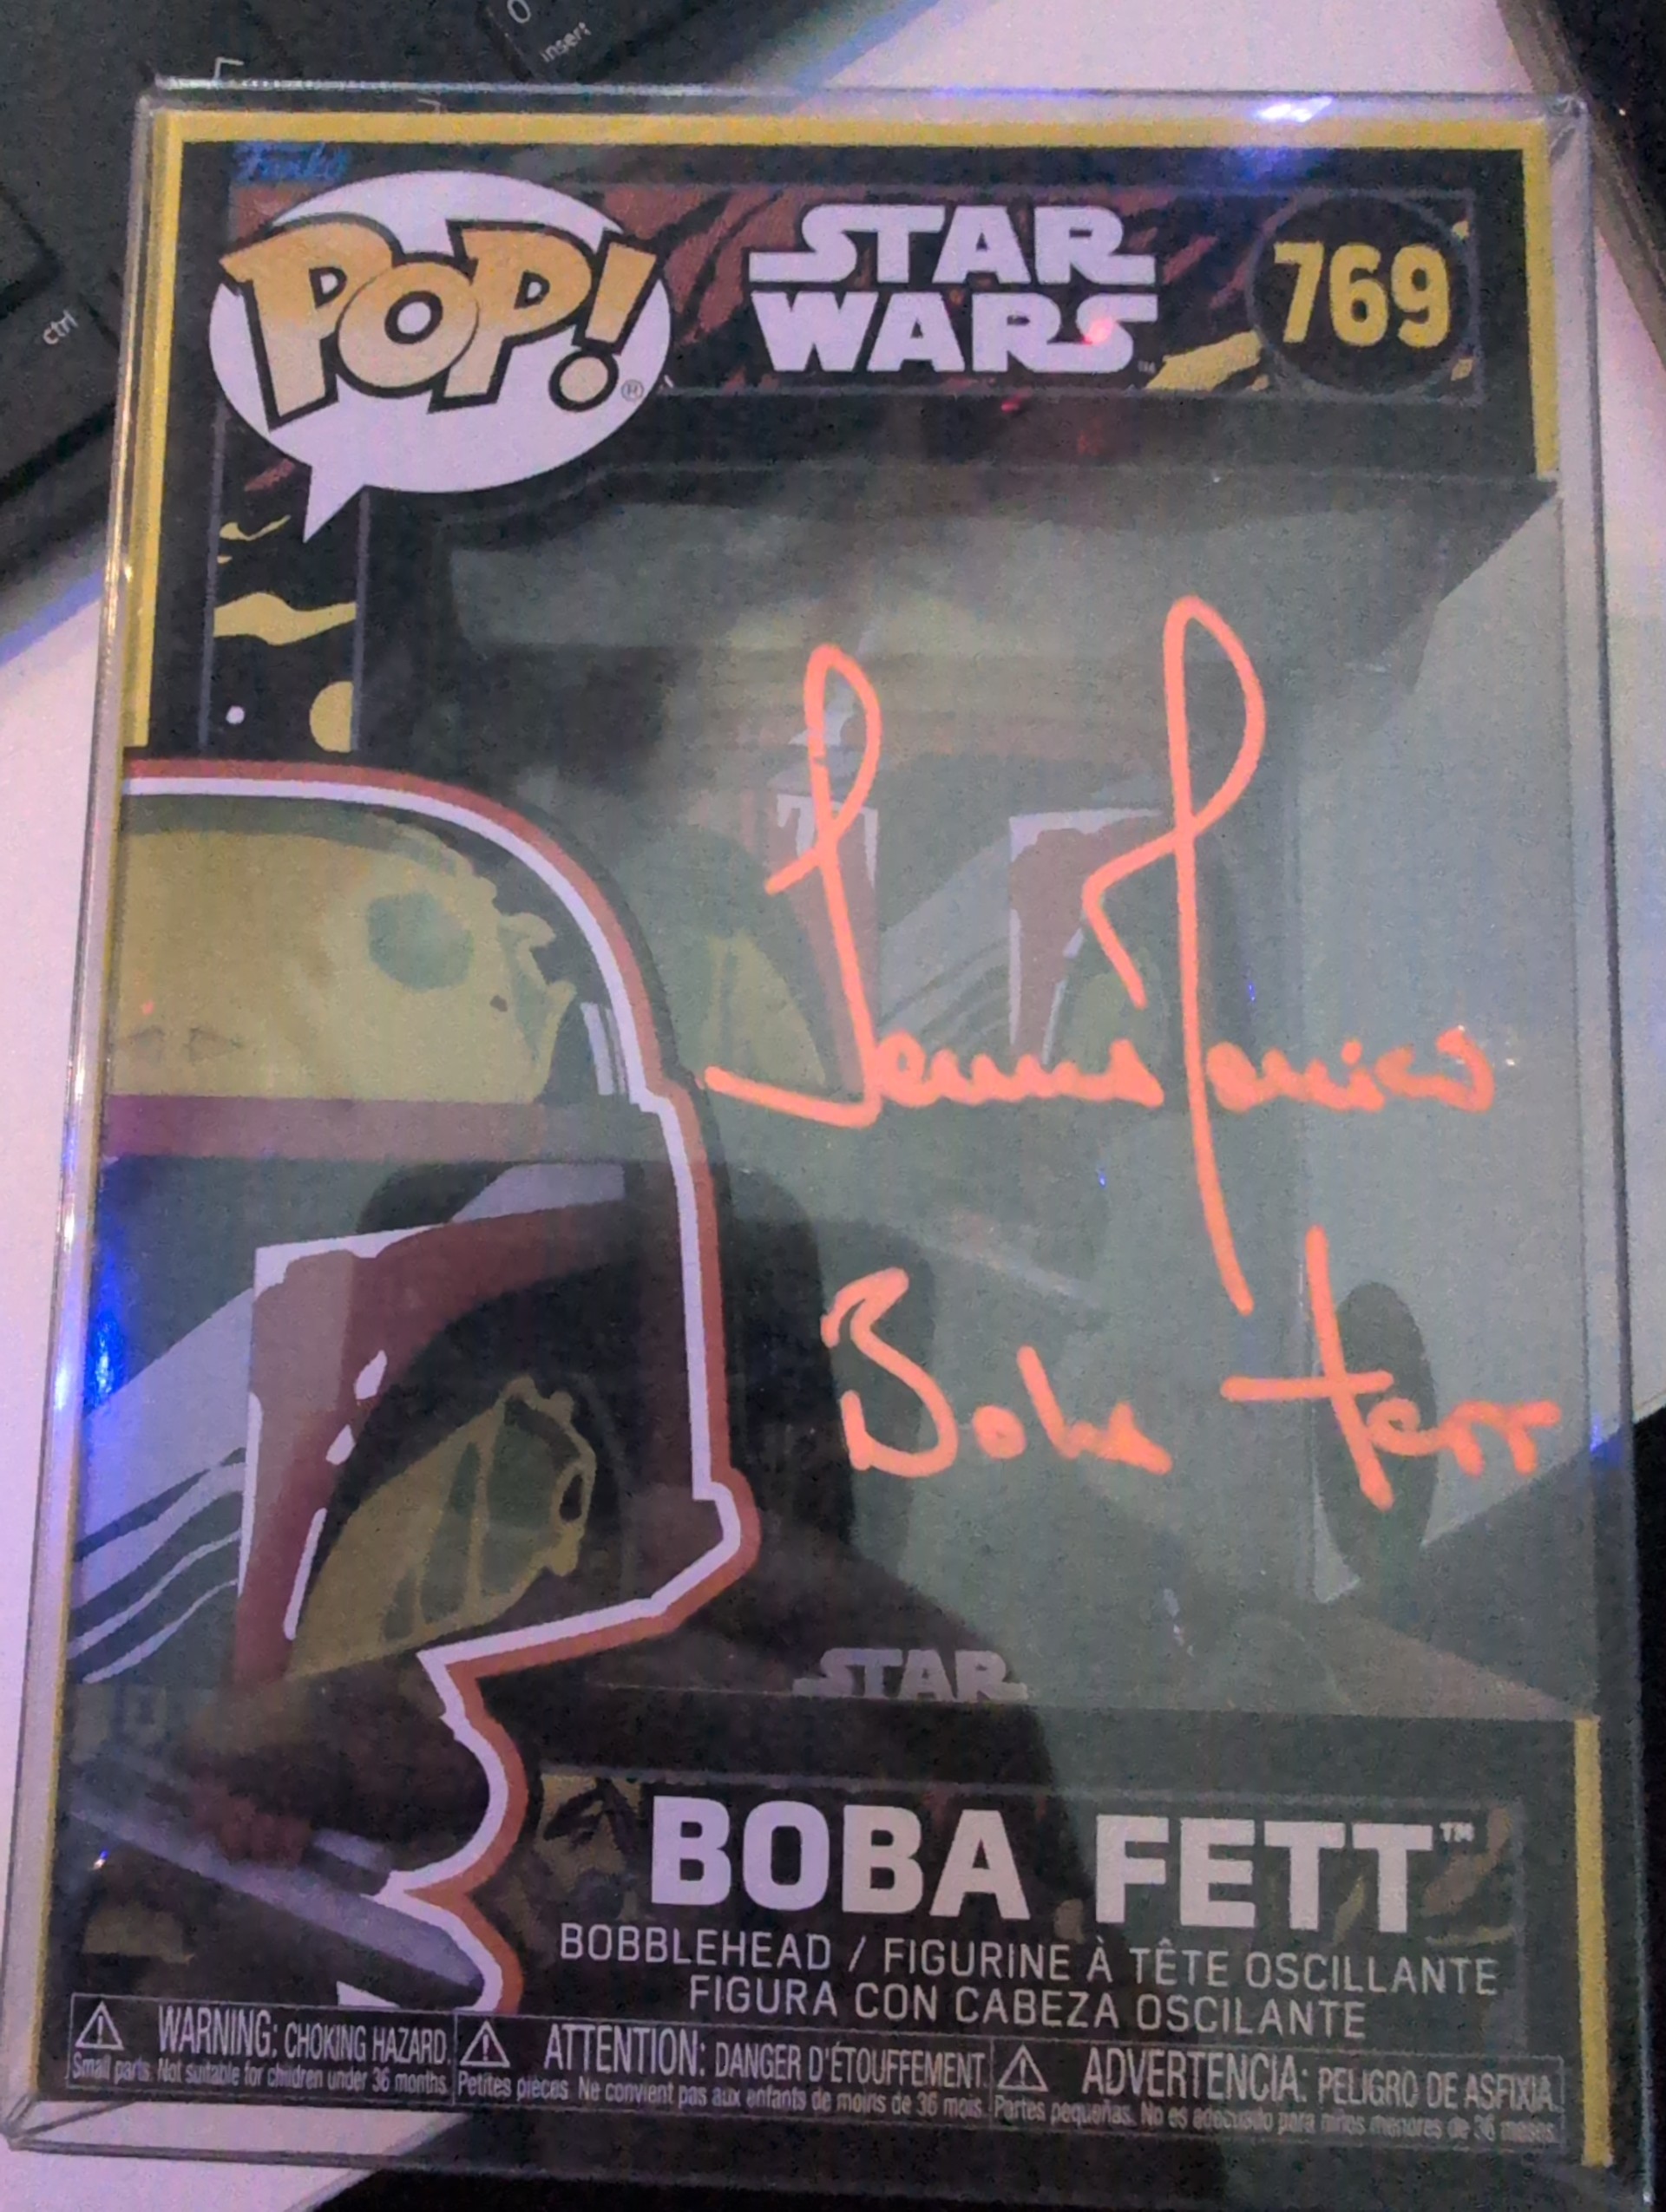 0
insert
ctrl
Funko
POP!®
STAR WARS™
769
Boba Fett
STAR
BOBA FETT™
BOBBLEHEAD / FIGURINE À TÊTE OSCILLANTE
FIGURA CON CABEZA OSCILANTE
WARNING: CHOKING HAZARD.
Small parts. Not suitable for children under 36 months.
ATTENTION: DANGER D'ÉTOUFFEMENT.
Petites pièces. Ne convient pas aux enfants de moins de 36 mois.
ADVERTENCIA: PELIGRO DE ASFIXIA.
Partes pequeñas. No es adecuado para niños menores de 36 meses.